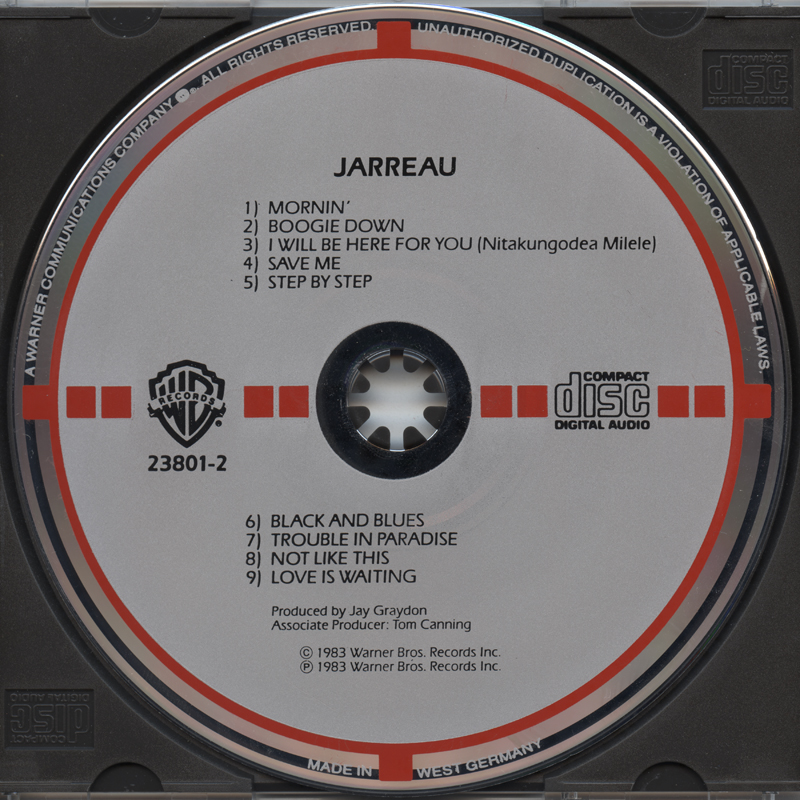 A WARNER COMMUNICATIONS COMPANY ℗. ALL RIGHTS RESERVED. UNAUTHORIZED DUPLICATION IS A VIOLATION OF APPLICABLE LAWS.
COMPACT
disc
DIGITAL AUDIO
JARREAU
1) MORNIN'
2) BOOGIE DOWN
3) I WILL BE HERE FOR YOU (Nitakungodea Milele)
4) SAVE ME
5) STEP BY STEP
WB
RECORDS
®
23801-2
COMPACT
disc
DIGITAL AUDIO
6) BLACK AND BLUES
7) TROUBLE IN PARADISE
8) NOT LIKE THIS
9) LOVE IS WAITING
Produced by Jay Graydon
Associate Producer: Tom Canning
© 1983 Warner Bros. Records Inc.
℗ 1983 Warner Bros. Records Inc.
COMPACT
disc
DIGITAL AUDIO
MADE IN WEST GERMANY